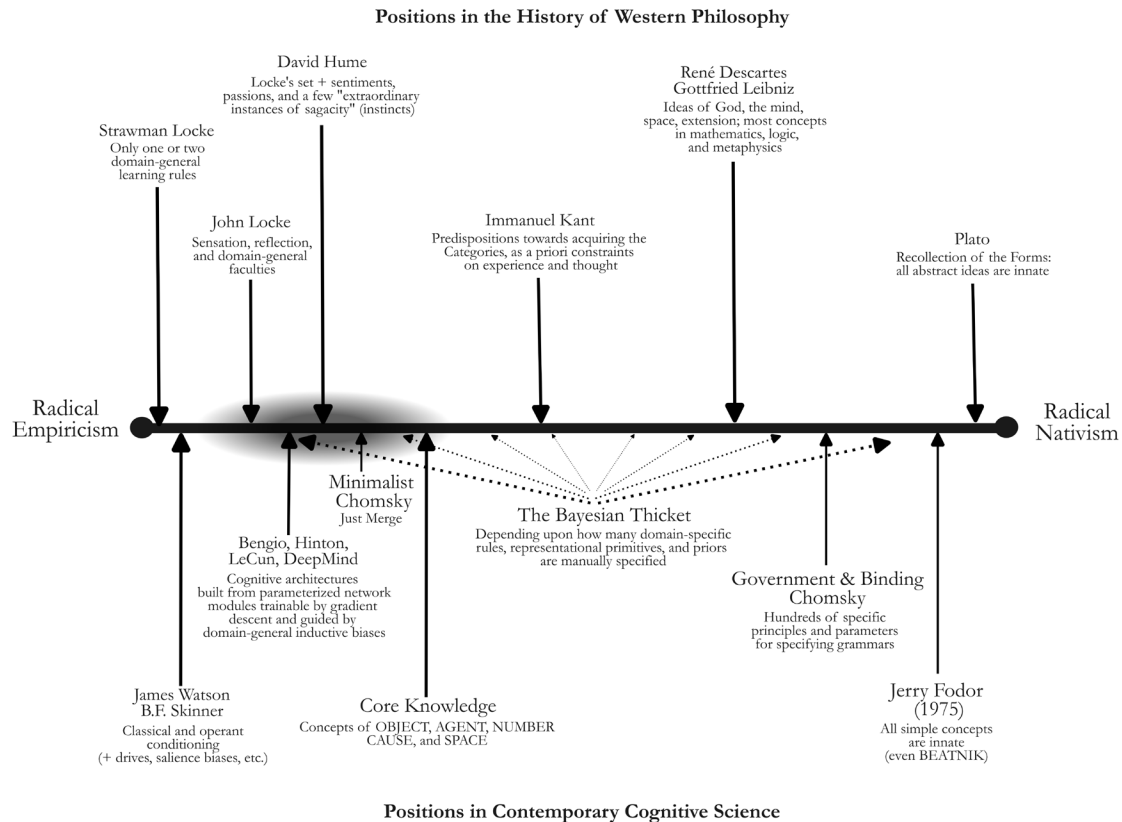 Positions in the History of Western Philosophy
David Hume
Locke's set + sentiments,
passions, and a few "extraordinary
instances of sagacity" (instincts)
René Descartes
Gottfried Leibniz
Ideas of God, the mind,
space, extension; most concepts
in mathematics, logic,
and metaphysics
Strawman Locke
Only one or two
domain-general
learning rules
John Locke
Sensation, reflection,
and domain-general
faculties
Immanuel Kant
Predispositions towards acquiring the
Categories, as a priori constraints
on experience and thought
Plato
Recollection of the Forms:
all abstract ideas are innate
Radical
Empiricism
Radical
Nativism
Minimalist
Chomsky
Just Merge
The Bayesian Thicket
Depending upon how many domain-specific
rules, representational primitives, and priors
are manually specified
Bengio, Hinton,
LeCun, DeepMind
Cognitive architectures
built from parameterized network
modules trainable by gradient
descent and guided by
domain-general inductive biases
Government & Binding
Chomsky
Hundreds of specific
principles and parameters
for specifying grammars
James Watson
B.F. Skinner
Classical and operant
conditioning
(+ drives, salience biases, etc.)
Core Knowledge
Concepts of OBJECT, AGENT, NUMBER
CAUSE, and SPACE
Jerry Fodor
(1975)
All simple concepts
are innate
(even BEATNIK)
Positions in Contemporary Cognitive Science